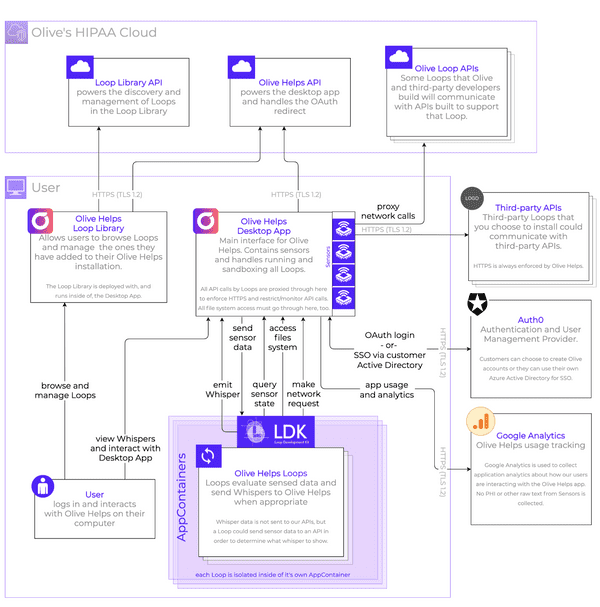 Olive's HIPAA Cloud
Loop Library API
powers the discovery and
management of Loops
in the Loop Library
Olive Helps API
powers the desktop app
and handles the OAuth
redirect
Olive Loop APIs
Some Loops that Olive
and third-party developers
build will communicate
with APIs built to support
that Loop.
User
HTTPS (TLS 1.2)
HTTPS (TLS 1.2)
proxy
network calls
HTTPS (TLS 1.2)
Olive Helps
Loop Library
Allows users to browse Loops
and manage the ones they
have added to their Olive Helps
installation.
The Loop Library is deployed with, and
runs inside of, the Desktop App.
Olive Helps
Desktop App
Main interface for Olive
Helps. Contains sensors
and handles running and
sandboxing all Loops.
All API calls by Loops are proxied through here
to enforce HTTPS and restrict/monitor API calls.
All file system access must go through here, too.
Sensors
LOGO
Third-party APIs
Third-party Loops that
you choose to install could
communicate with
third-party APIs.
HTTPS is always enforced by Olive Helps.
send
sensor
data
access
files
system
OAuth login
- or-
SSO via customer
Active Directory
HTTPS (TLS 1.2)
Auth0
Authentication and User
Management Provider.
Customers can choose to create Olive
accounts or they can use their own
Azure Active Directory for SSO.
browse and
manage Loops
emit
Whisper
query
sensor
state
make
network
request
app usage
and analytics
HTTPS (TLS 1.2)
Google Analytics
Olive Helps usage
tracking
Google Analytics is used to collect
application analytics about how our users
are interacting with the Olive Helps app.
No PHI or other raw text from Sensors is
collected.
view Whispers
and interact with
Desktop App
LDK
Loop Development Kit
AppContainers
Olive Helps Loops
Loops evaluate sensed data and
send Whispers to Olive Helps
when appropriate
Whisper data is not sent to our APIs, but
a Loop could send sensor data to an API in
order to determine what whisper to show.
each Loop is isolated inside of it's own AppContainer
User
logs in and interacts
with Olive Helps on their
computer